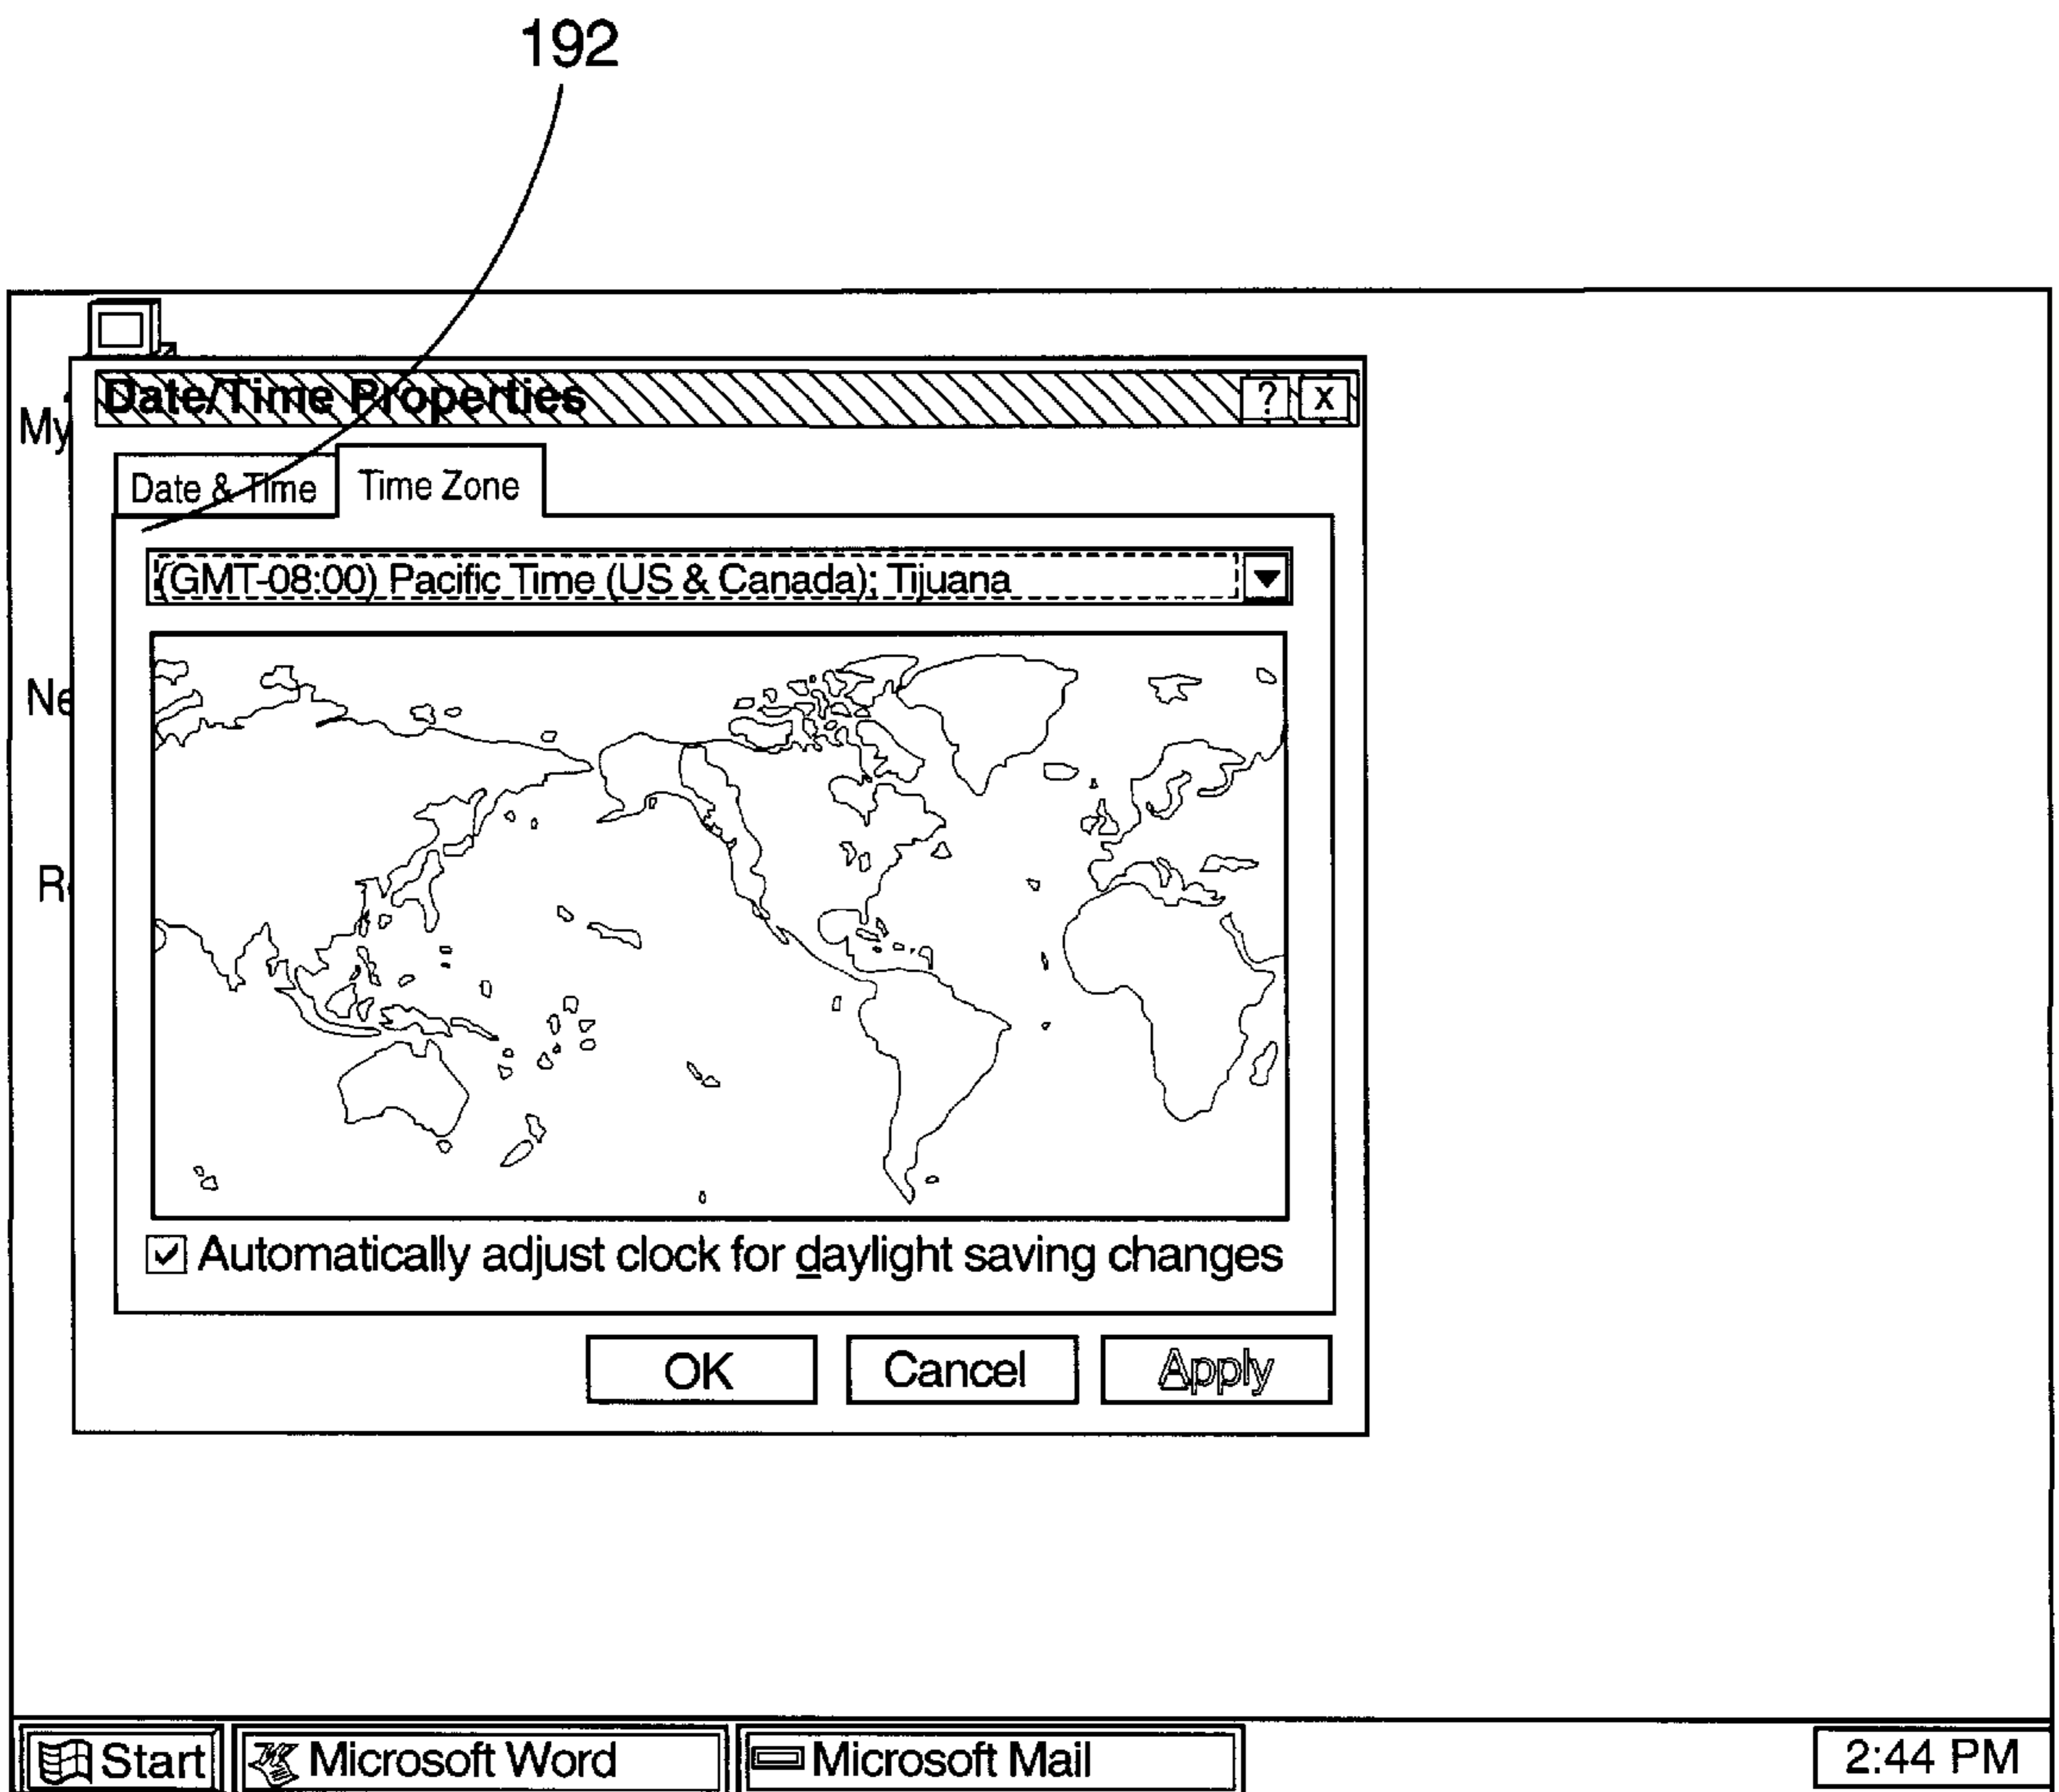 192
Date/Time Properties ? x
My
Date & Time Time Zone
(GMT-08:00) Pacific Time (US & Canada); Tijuana
Ne
R
Automatically adjust clock for daylight saving changes
OK Cancel Apply
Start Microsoft Word Microsoft Mail 2:44 PM